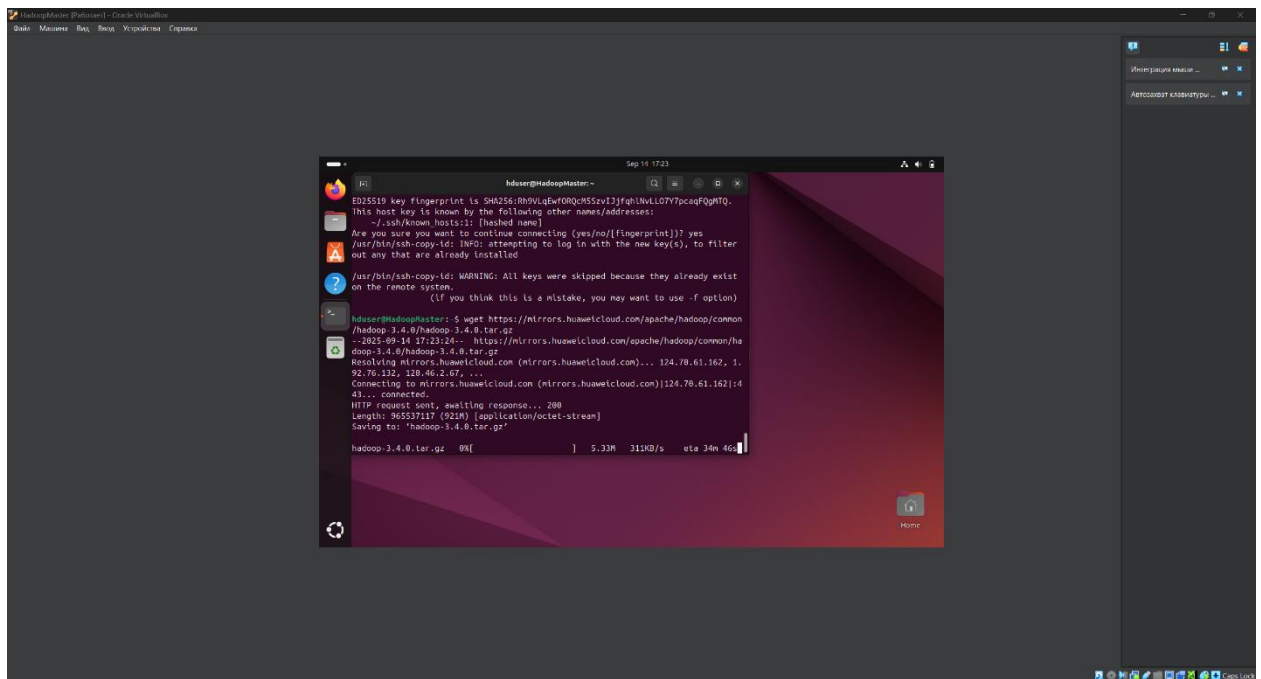 HadoopMaster [Работает] - Oracle VirtualBox
Файл Машина Вид Ввод Устройства Справка
Интеграция мыши ...
Автозахват клавиатуры ...
Sep 14 17:23
hduser@HadoopMaster: ~
ED25519 key fingerprint is
This host key is known by the following other names/addresses:
~/.ssh/known_hosts:1: [hashed name]
Are you sure you want to continue connecting (yes/no/[fingerprint])? yes
/usr/bin/ssh-copy-id: INFO: attempting to log in with the new key(s), to filter
out any that are already installed
/usr/bin/ssh-copy-id: WARNING: All keys were skipped because they already exist
on the remote system.
(if you think this is a mistake, you may want to use -f option)
hduser@HadoopMaster:~$ wget https://mirrors.huaweicloud.com/apache/hadoop/common
/hadoop-3.4.0/hadoop-3.4.0.tar.gz
--2025-09-14 17:23:24-- https://mirrors.huaweicloud.com/apache/hadoop/common/ha
doop-3.4.0/hadoop-3.4.0.tar.gz
Resolving mirrors.huaweicloud.com (mirrors.huaweicloud.com)... 124.70.61.162, 1.
92.76.132, 120.46.2.67, ...
Connecting to mirrors.huaweicloud.com (mirrors.huaweicloud.com)|124.70.61.162|:4
43... connected.
HTTP request sent, awaiting response... 200
Length: 965537117 (921M) [application/octet-stream]
Saving to: ‘hadoop-3.4.0.tar.gz’
hadoop-3.4.0.tar.gz 0%[ ] 5.33M 311KB/s eta 34m 46s
Home
Caps Lock